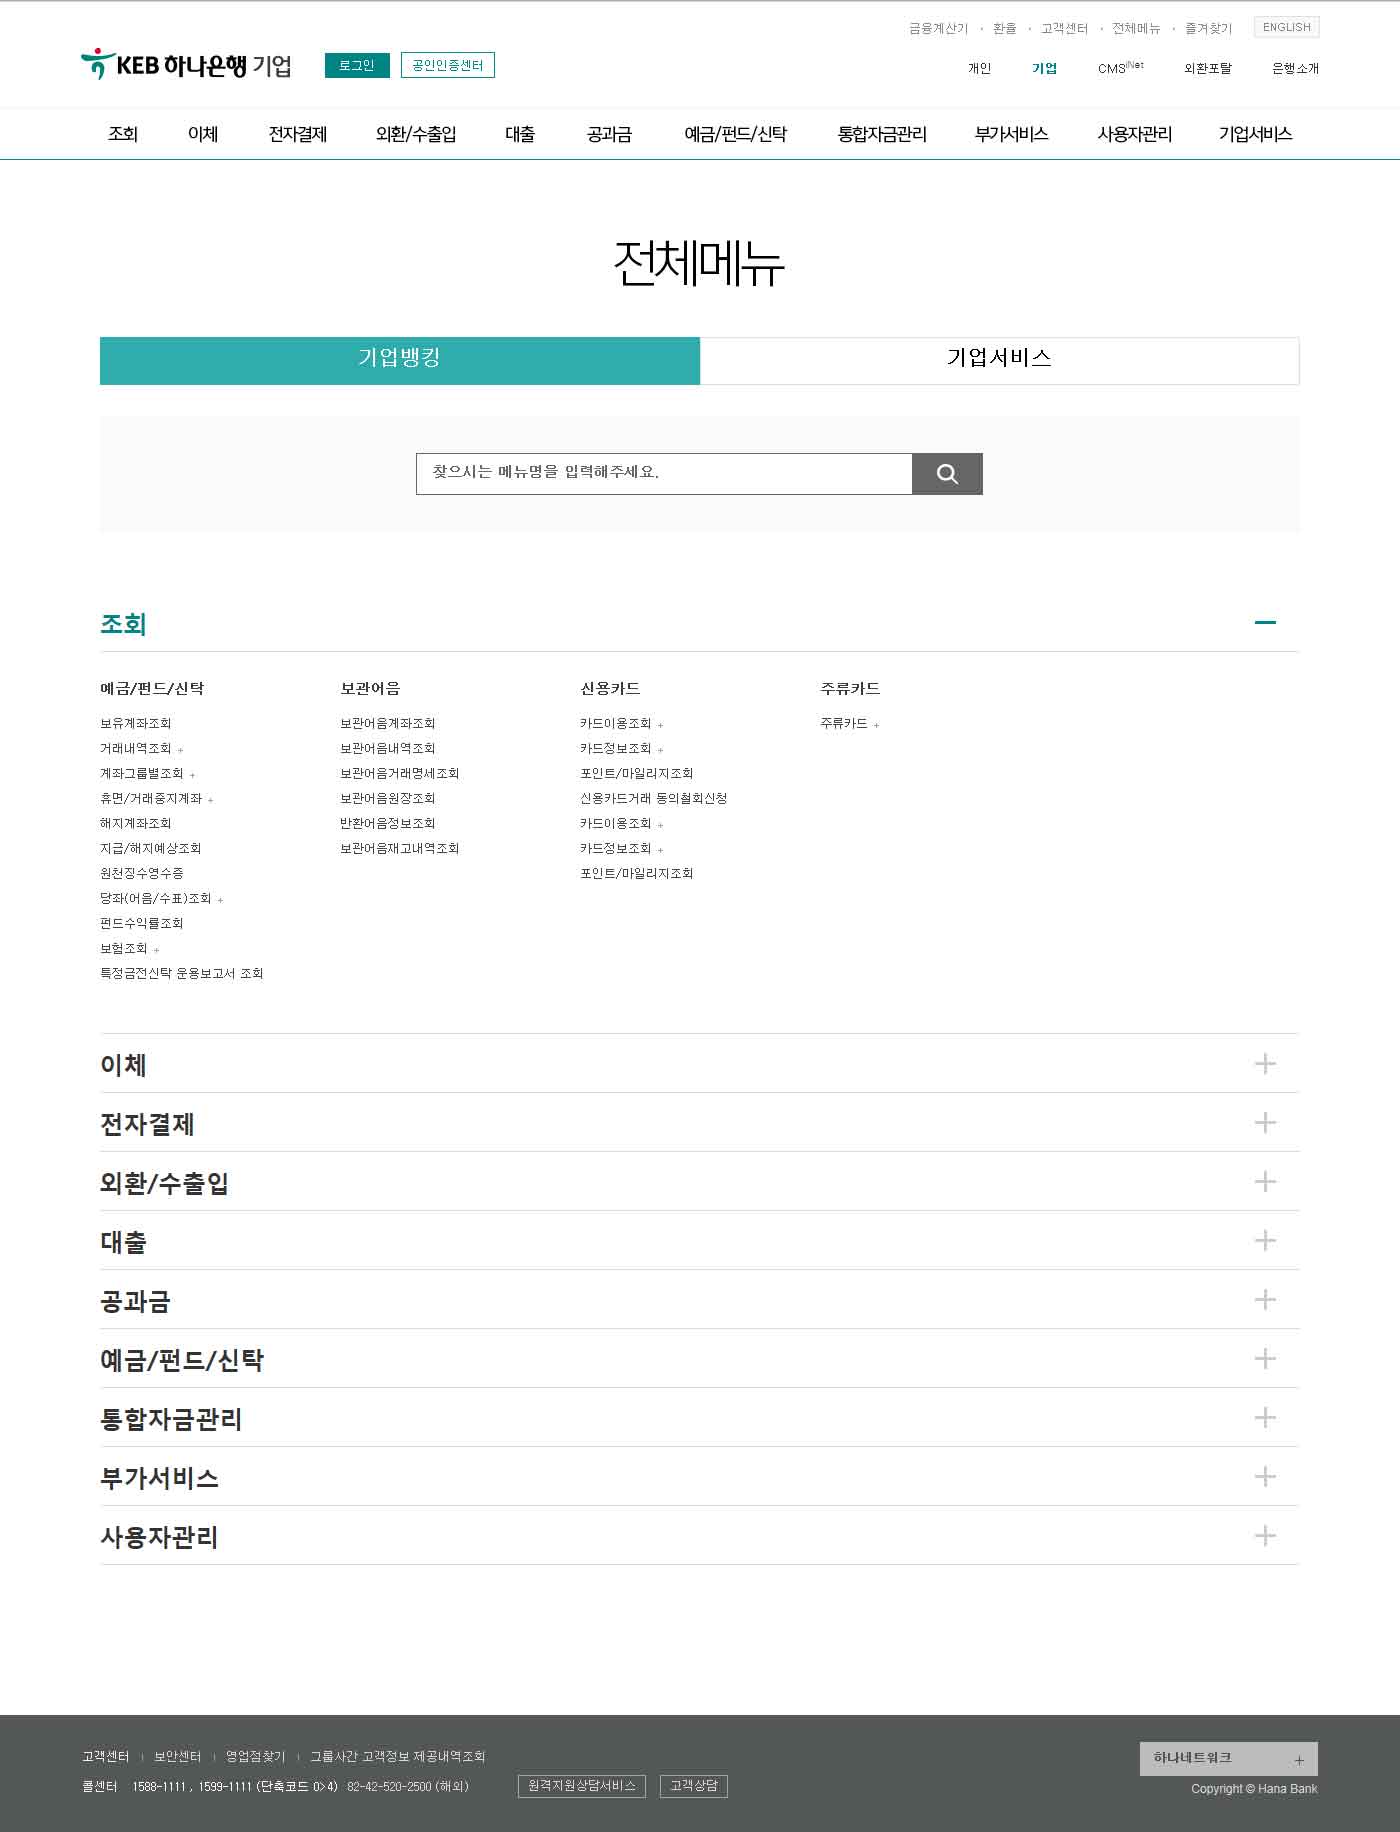 금융계산기 · 환율 · 고객센터 · 전체메뉴 · 즐겨찾기 ENGLISH
KEB 하나은행 기업 로그인 공인인증센터 개인 기업 CMSiNet 외환포탈 은행소개
조회 이체 전자결제 외환/수출입 대출 공과금 예금/펀드/신탁 통합자금관리 부가서비스 사용자관리 기업서비스
전체메뉴
기업뱅킹 기업서비스
찾으시는 메뉴명을 입력해주세요.
조회
예금/펀드/신탁 보관어음 신용카드 주류카드
보유계좌조회 보관어음계좌조회 카드이용조회 + 주류카드 +
거래내역조회 + 보관어음내역조회 카드정보조회 +
계좌그룹별조회 + 보관어음거래명세조회 포인트/마일리지조회
휴면/거래중지계좌 + 보관어음원장조회 신용카드거래 동의철회신청
해지계좌조회 반환어음정보조회 카드이용조회 +
지급/해지예상조회 보관어음재고내역조회 카드정보조회 +
원천징수영수증 포인트/마일리지조회
당좌(어음/수표)조회 +
펀드수익률조회
보험조회 +
특정금전신탁 운용보고서 조회
이체
전자결제
외환/수출입
대출
공과금
예금/펀드/신탁
통합자금관리
부가서비스
사용자관리
고객센터 보안센터 영업점찾기 그룹사간 고객정보 제공내역조회 하나네트워크 +
콜센터 1588-1111 , 1599-1111 (단축코드 0>4) 82-42-520-2500 (해외) 원격지원상담서비스 고객상담 Copyright © Hana Bank